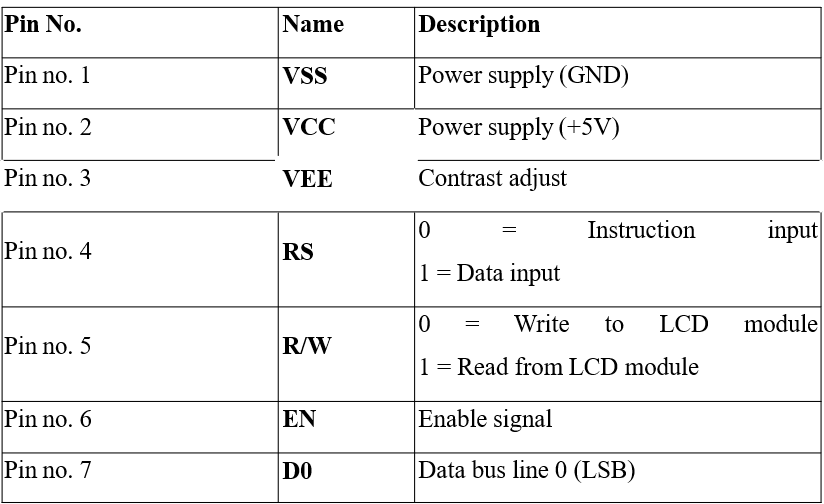 Pin No. Name Description
Pin no. 1 VSS Power supply (GND)
Pin no. 2 VCC Power supply (+5V)
Pin no. 3 VEE Contrast adjust
Pin no. 4 RS 0 = Instruction input
1 = Data input
Pin no. 5 R/W 0 = Write to LCD module
1 = Read from LCD module
Pin no. 6 EN Enable signal
Pin no. 7 D0 Data bus line 0 (LSB)